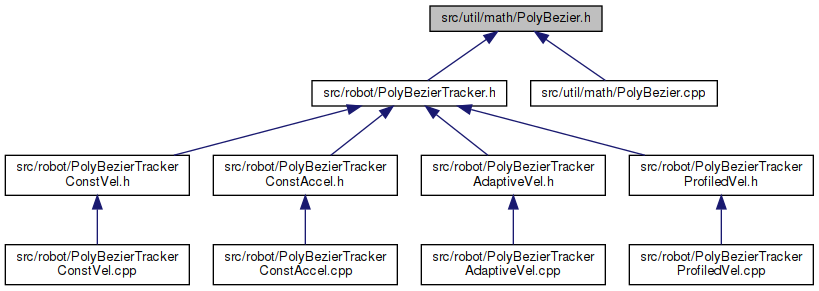 src/util/math/PolyBezier.h
src/robot/PolyBezierTracker.h
src/util/math/PolyBezier.cpp
src/robot/PolyBezierTracker
ConstVel.h
src/robot/PolyBezierTracker
ConstAccel.h
src/robot/PolyBezierTracker
AdaptiveVel.h
src/robot/PolyBezierTracker
ProfiledVel.h
src/robot/PolyBezierTracker
ConstVel.cpp
src/robot/PolyBezierTracker
ConstAccel.cpp
src/robot/PolyBezierTracker
AdaptiveVel.cpp
src/robot/PolyBezierTracker
ProfiledVel.cpp